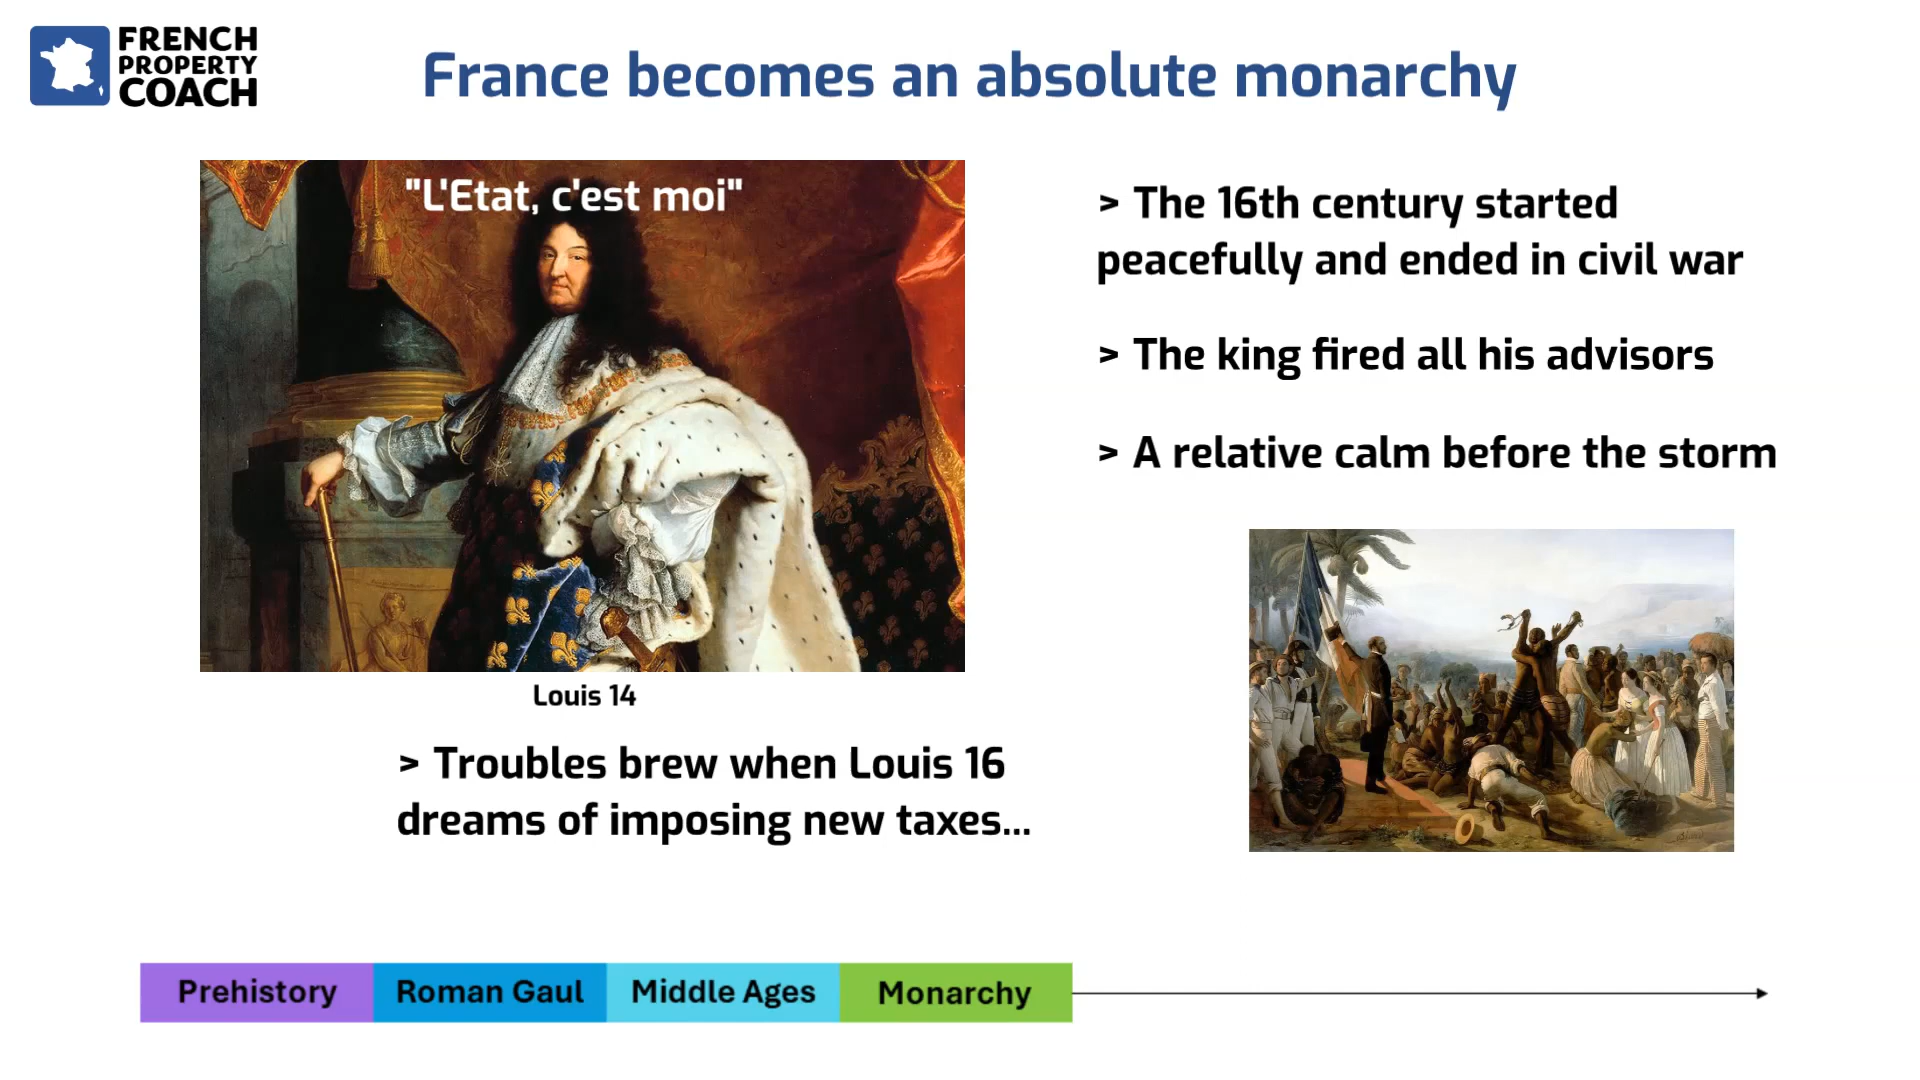 FRENCH
PROPERTY
COACH
France becomes an absolute monarchy
"L'Etat, c'est moi"
Louis 14
> Troubles brew when Louis 16
dreams of imposing new taxes...
> The 16th century started
peacefully and ended in civil war
> The king fired all his advisors
> A relative calm before the storm
Prehistory
Roman Gaul
Middle Ages
Monarchy